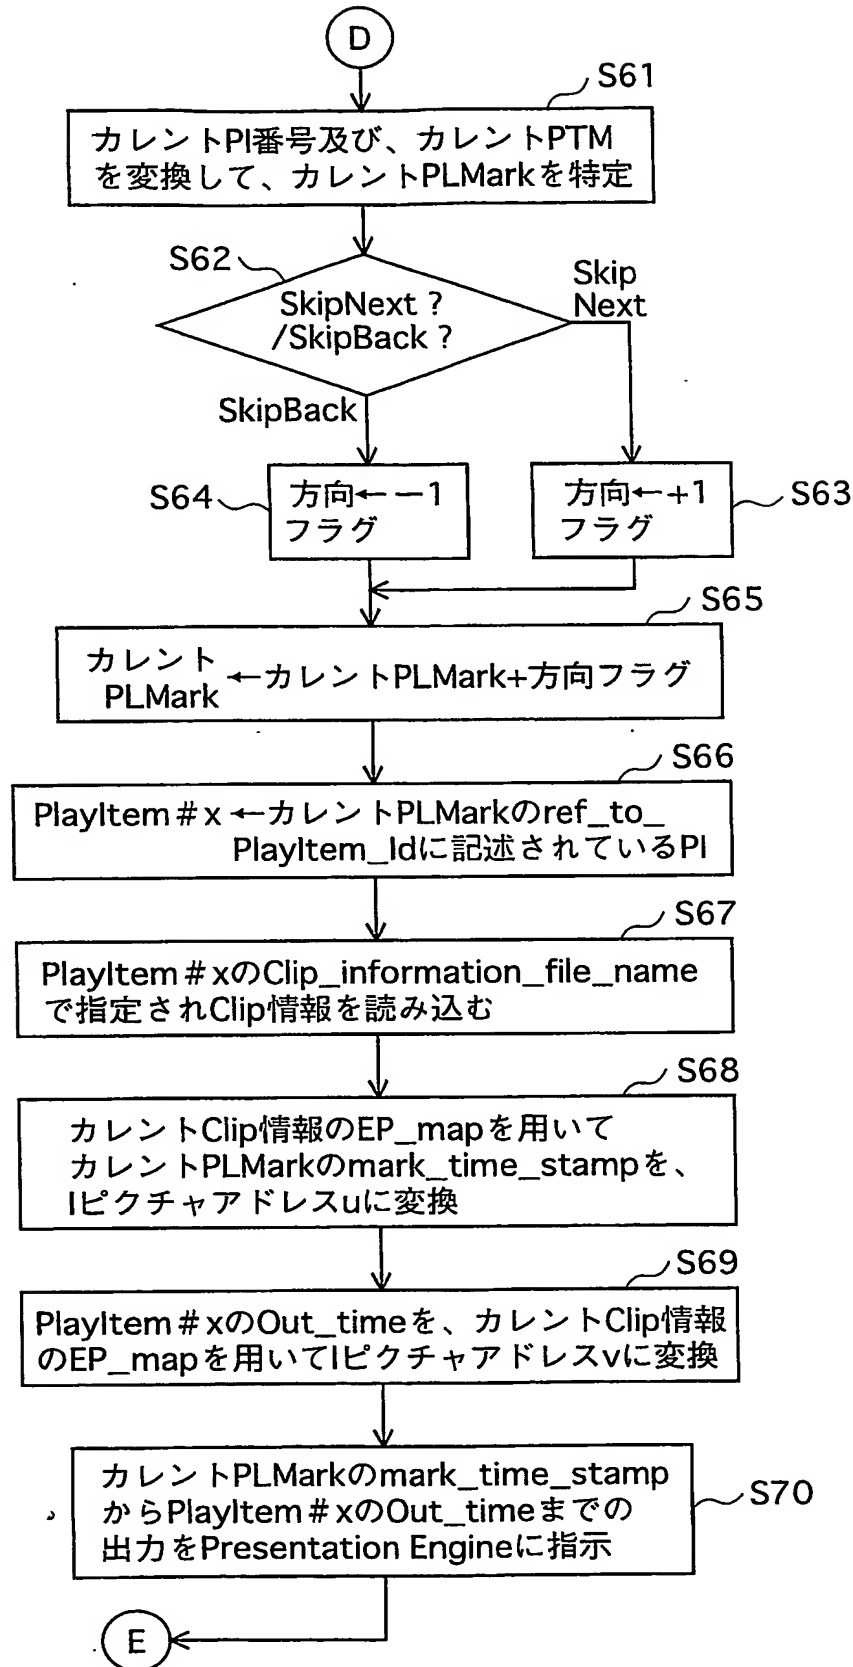 D
S61
カレントPI番号及び、カレントPTM
を変換して、カレントPLMarkを特定
S62
SkipNext ?
/SkipBack ?
Skip
Next
SkipBack
S64
方向←−1
フラグ
方向←+1
フラグ
S63
S65
カレント
PLMark
←カレントPLMark+方向フラグ
S66
PlayItem#x←カレントPLMarkのref_to_
PlayItem_Idに記述されているPI
S67
PlayItem#xのClip_information_file_name
で指定されClip情報を読み込む
S68
カレントClip情報のEP_mapを用いて
カレントPLMarkのmark_time_stampを、
Iピクチャアドレスuに変換
S69
PlayItem#xのOut_timeを、カレントClip情報
のEP_mapを用いてIピクチャアドレスvに変換
カレントPLMarkのmark_time_stamp
からPlayItem#xのOut_timeまでの
出力をPresentation Engineに指示
S70
E